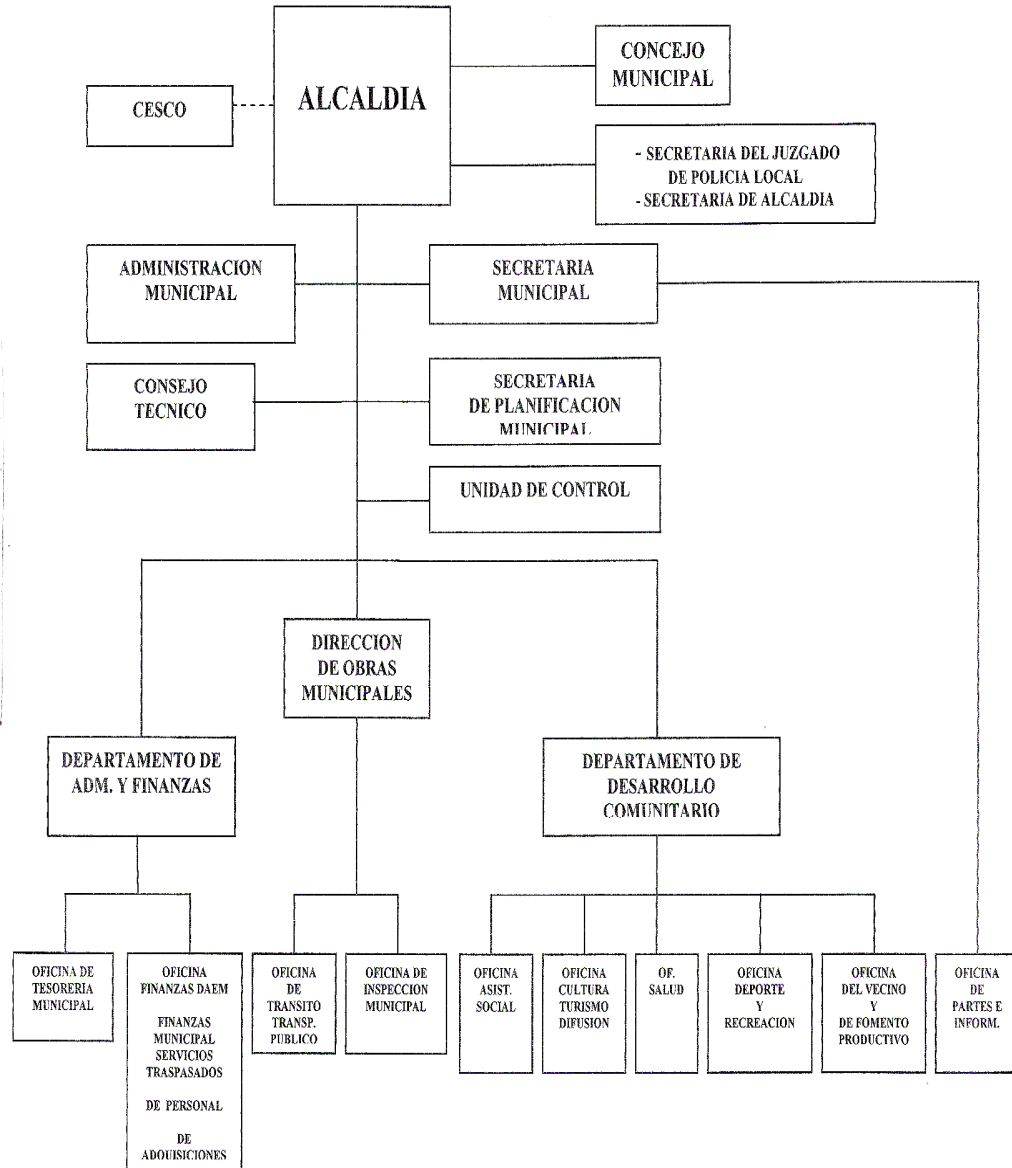 CONCEJO
MUNICIPAL
ALCALDIA
CESCO
- SECRETARIA DEL JUZGADO
DE POLICIA LOCAL
- SECRETARIA DE ALCALDIA
ADMINISTRACION
MUNICIPAL
SECRETARIA
MUNICIPAL
CONSEJO
TECNICO
SECRETARIA
DE PLANIFICACION
MUNICIPAL
UNIDAD DE CONTROL
DIRECCION
DE OBRAS
MUNICIPALES
DEPARTAMENTO DE
ADM. Y FINANZAS
DEPARTAMENTO DE
DESARROLLO
COMUNITARIO
OFICINA DE
TESORERIA
MUNICIPAL
OFICINA
FINANZAS DAEM
FINANZAS
MUNICIPAL
SERVICIOS
TRASPASADOS
DE PERSONAL
DE
ADQUISICIONES
OFICINA
DE
TRANSITO
TRANSP.
PUBLICO
OFICINA DE
INSPECCION
MUNICIPAL
OFICINA
ASIST.
SOCIAL
OFICINA
CULTURA
TURISMO
DIFUSION
OF.
SALUD
OFICINA
DEPORTE
Y
RECREACION
OFICINA
DEL VECINO
Y
DE FOMENTO
PRODUCTIVO
OFICINA
DE
PARTES E
INFORM.